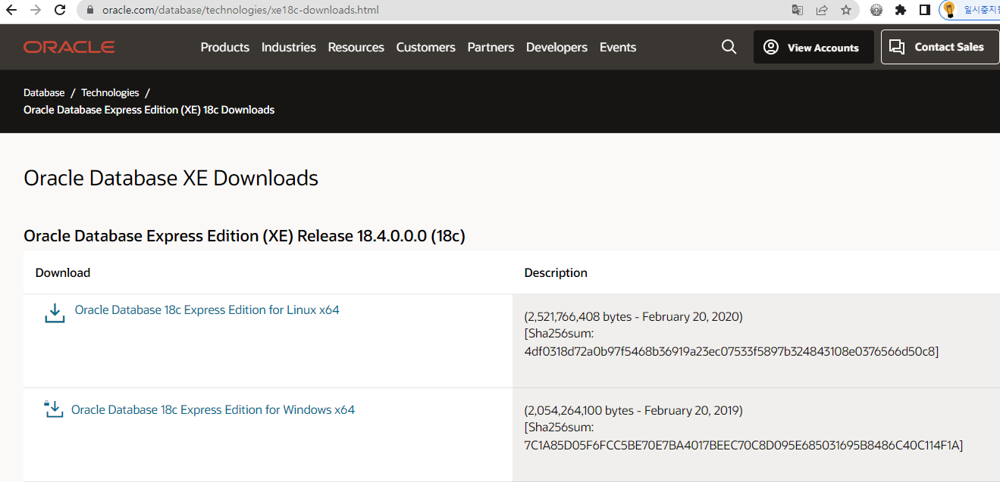 oracle.com/database/technologies/xe18c-downloads.html
일시중지됨
ORACLE
Products Industries Resources Customers Partners Developers Events
View Accounts
Contact Sales
Database / Technologies /
Oracle Database Express Edition (XE) 18c Downloads
Oracle Database XE Downloads
Oracle Database Express Edition (XE) Release 18.4.0.0.0 (18c)
Download Description
Oracle Database 18c Express Edition for Linux x64
(2,521,766,408 bytes - February 20, 2020)
[Sha256sum:
4df0318d72a0b97f5468b36919a23ec07533f5897b324843108e0376566d50c8]
Oracle Database 18c Express Edition for Windows x64
(2,054,264,100 bytes - February 20, 2019)
[Sha256sum:
7C1A85D05F6FCC5BE70E7BA4017BEEC70C8D095E685031695B8486C40C114F1A]